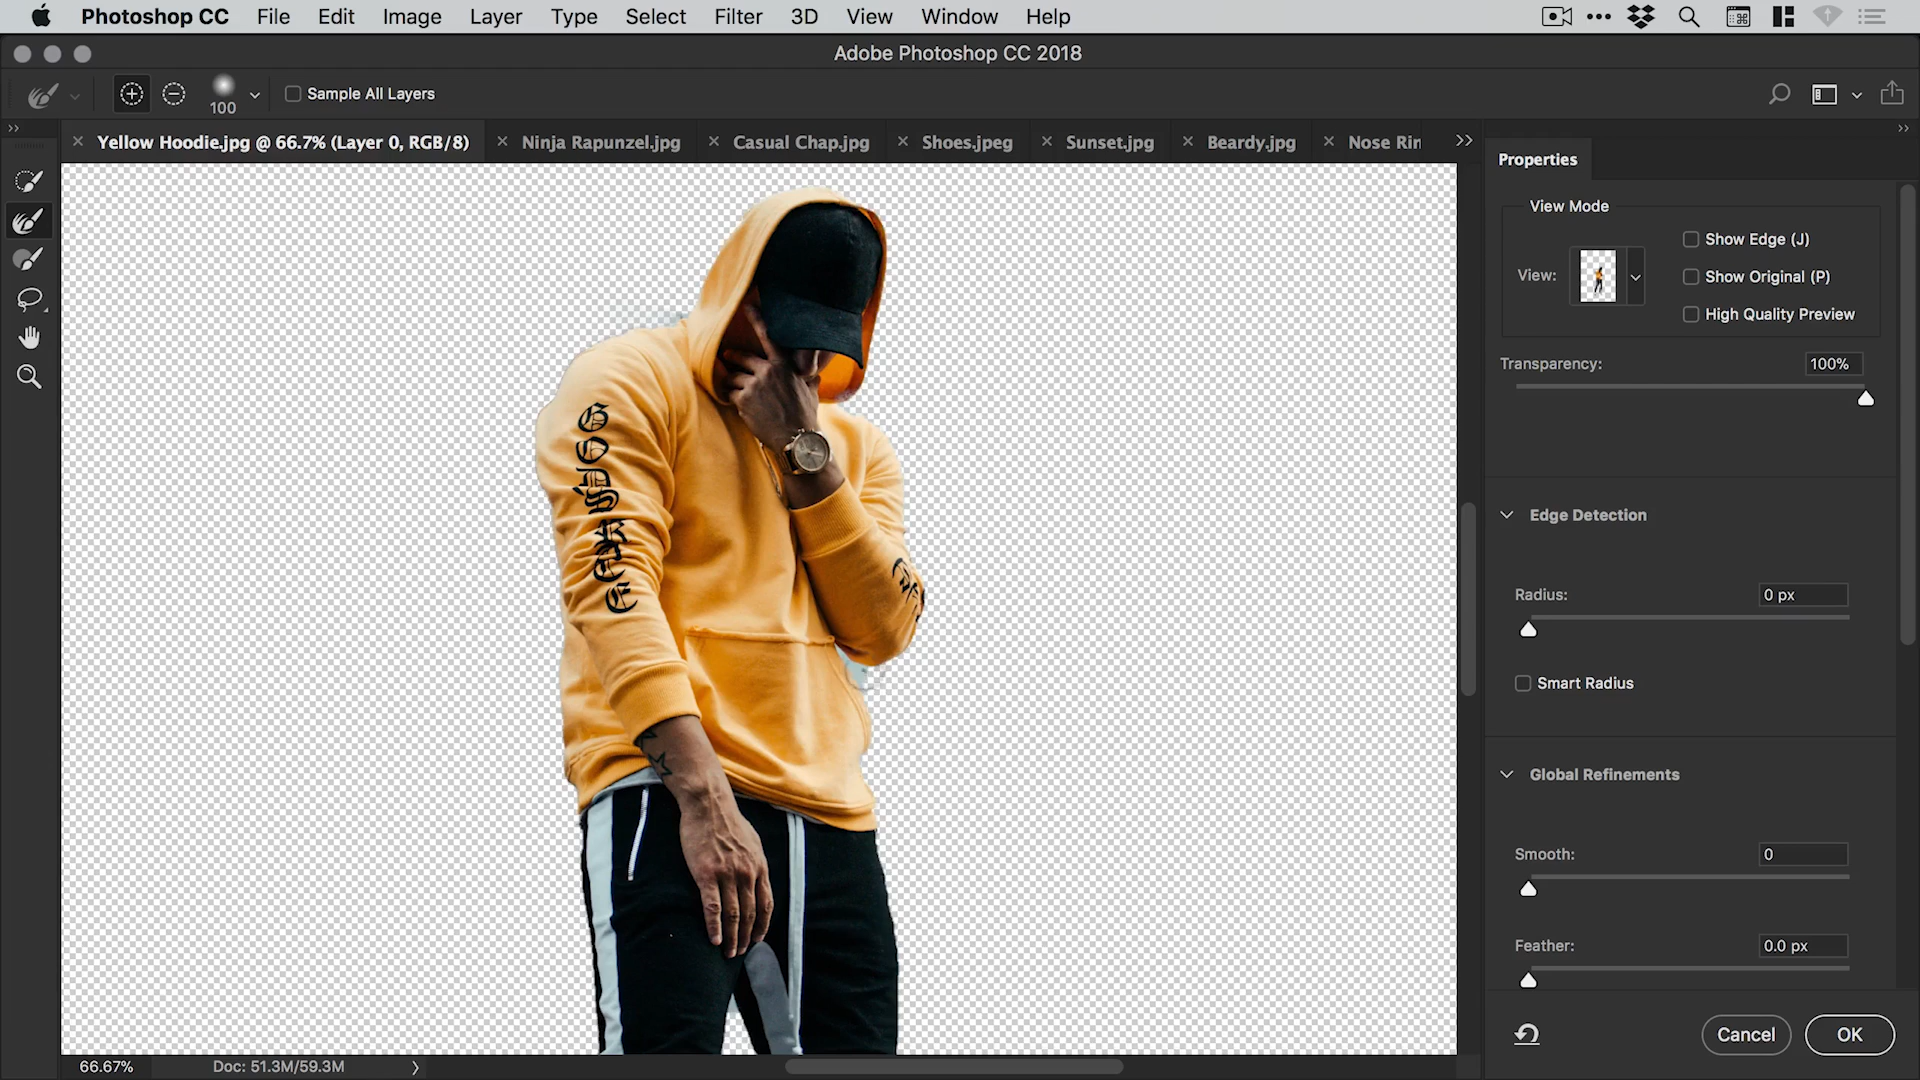 Photoshop CC File Edit Image Layer Type Select Filter 3D View Window Help
Adobe Photoshop CC 2018
100
Sample All Layers
Yellow Hoodie.jpg @ 66.7% (Layer 0, RGB/8)
Ninja Rapunzel.jpg
Casual Chap.jpg
Shoes.jpeg
Sunset.jpg
Beardy.jpg
Nose Rin
Properties
View Mode
View:
Show Edge (J)
Show Original (P)
High Quality Preview
Transparency: 100%
Edge Detection
Radius: 0 px
Smart Radius
Global Refinements
Smooth: 0
Feather: 0.0 px
Cancel OK
66.67% Doc: 51.3M/59.3M